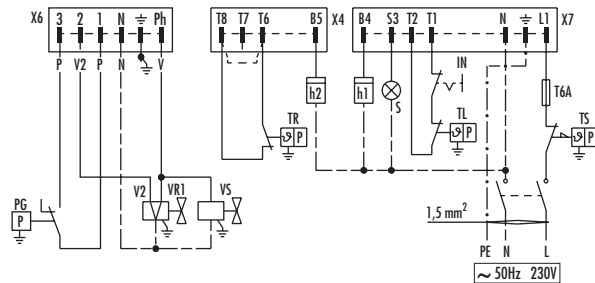 X6 3 2 1 N Ph T8 T7 T6 B5 X4 B4 S3 T2 T1 N L1 X7
P V2 P N V
IN
h2 h1 S T6A
TR ϑ P TL ϑ P TS ϑ P
V2 VR1 VS
PG P
1,5 mm²
PE N L
~ 50Hz 230V